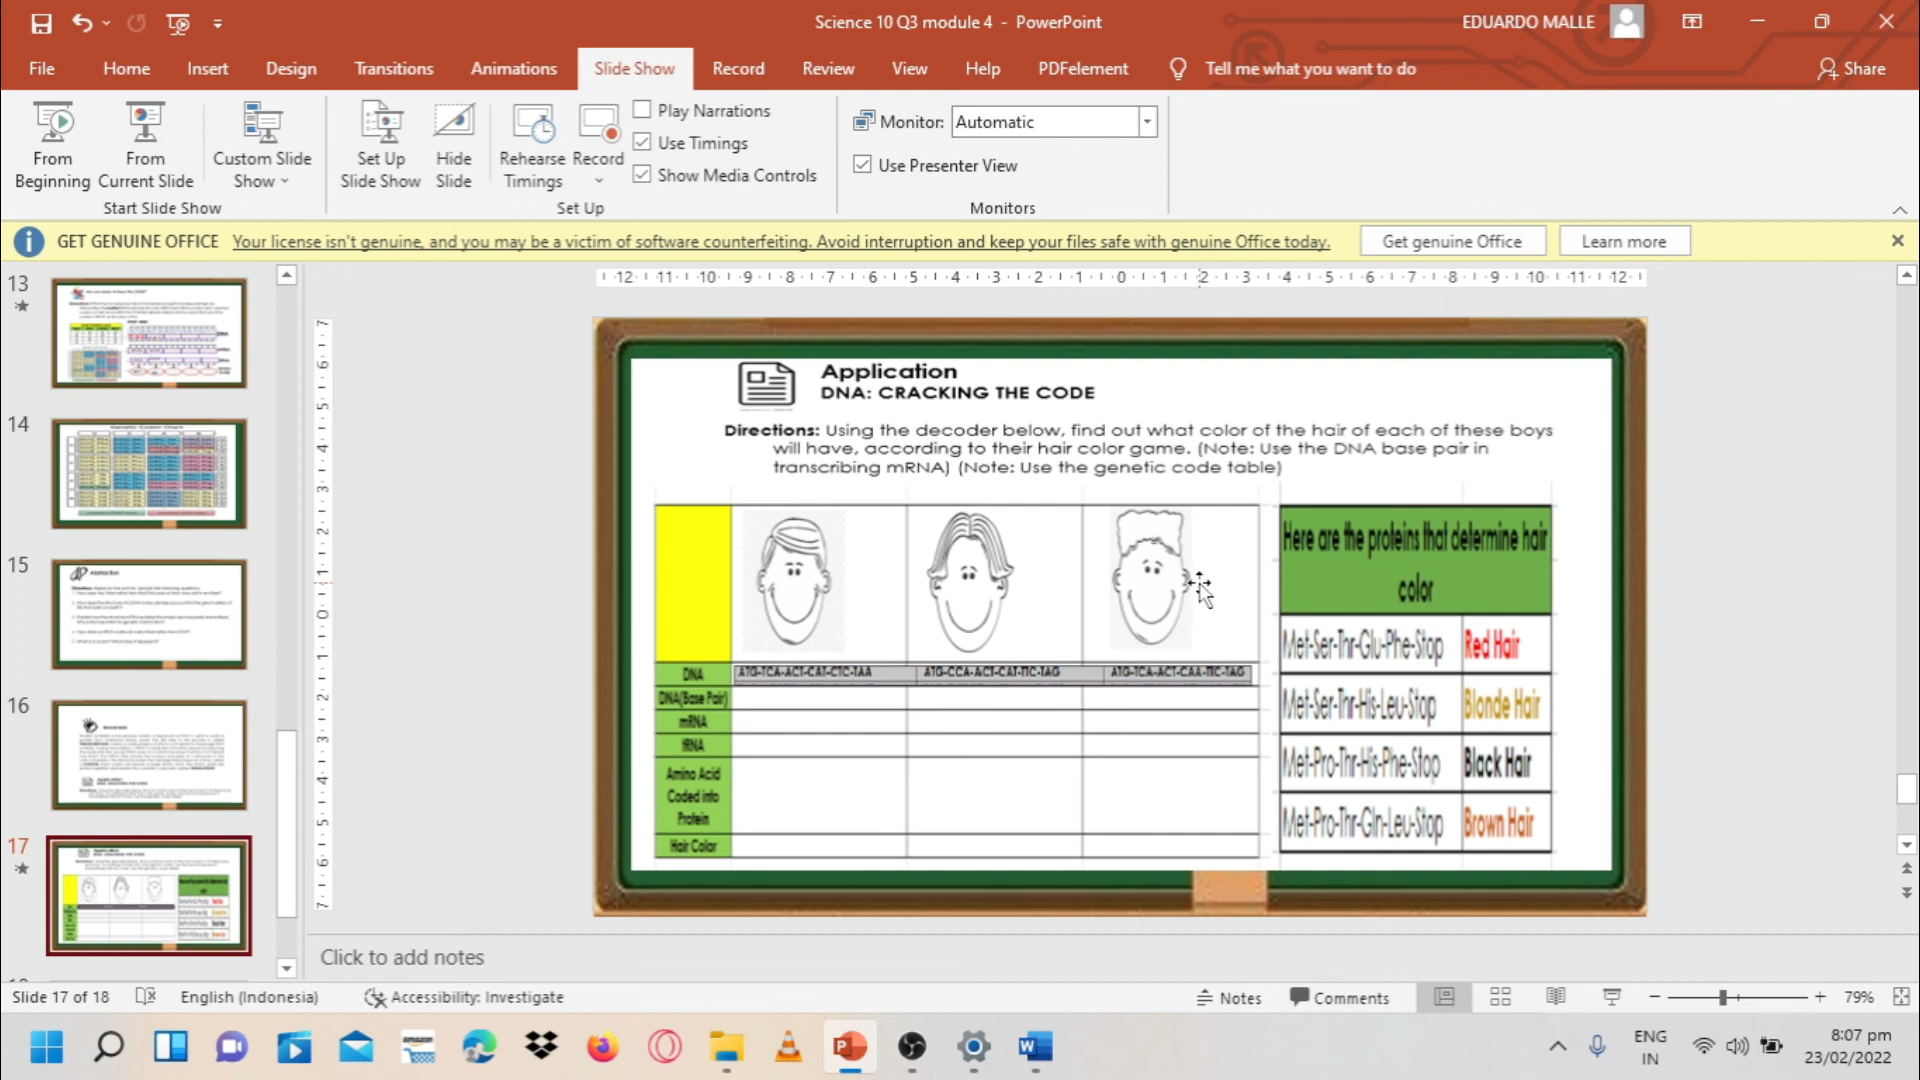 Science 10 Q3 module 4 - PowerPoint
EDUARDO MALLE
File Home Insert Design Transitions Animations Slide Show Record Review View Help PDFelement Tell me what you want to do Share
From Beginning
From Current Slide
Custom Slide Show
Set Up Slide Show
Hide Slide
Rehearse Timings
Record
Play Narrations
Use Timings
Show Media Controls
Monitor: Automatic
Use Presenter View
Start Slide Show
Set Up
Monitors
GET GENUINE OFFICE Your license isn't genuine, and you may be a victim of software counterfeiting. Avoid interruption and keep your files safe with genuine Office today. Get genuine Office Learn more
13
14
15
16
17
Application
DNA: CRACKING THE CODE
Directions: Using the decoder below, find out what color of the hair of each of these boys
will have, according to their hair color game. (Note: Use the DNA base pair in
transcribing mRNA) (Note: Use the genetic code table)
DNA ATG-TCA-ACT-CAT-CTC-TAA ATG-CCA-ACT-CAT-TTC-TAG ATG-TCA-ACT-CAA-TTC-TAG
DNA(Base Pair)
mRNA
tRNA
Amino Acid
Coded into
Protein
Hair Color
Here are the proteins that determine hair
color
Met-Ser-Thr-Glu-Phe-Stop Red Hair
Met-Ser-Thr-His-Leu-Stop Blonde Hair
Met-Pro-Thr-His-Phe-Stop Black Hair
Met-Pro-Thr-Gln-Leu-Stop Brown Hair
Click to add notes
Slide 17 of 18 English (Indonesia) Accessibility: Investigate Notes Comments 79%
ENG
IN
8:07 pm
23/02/2022